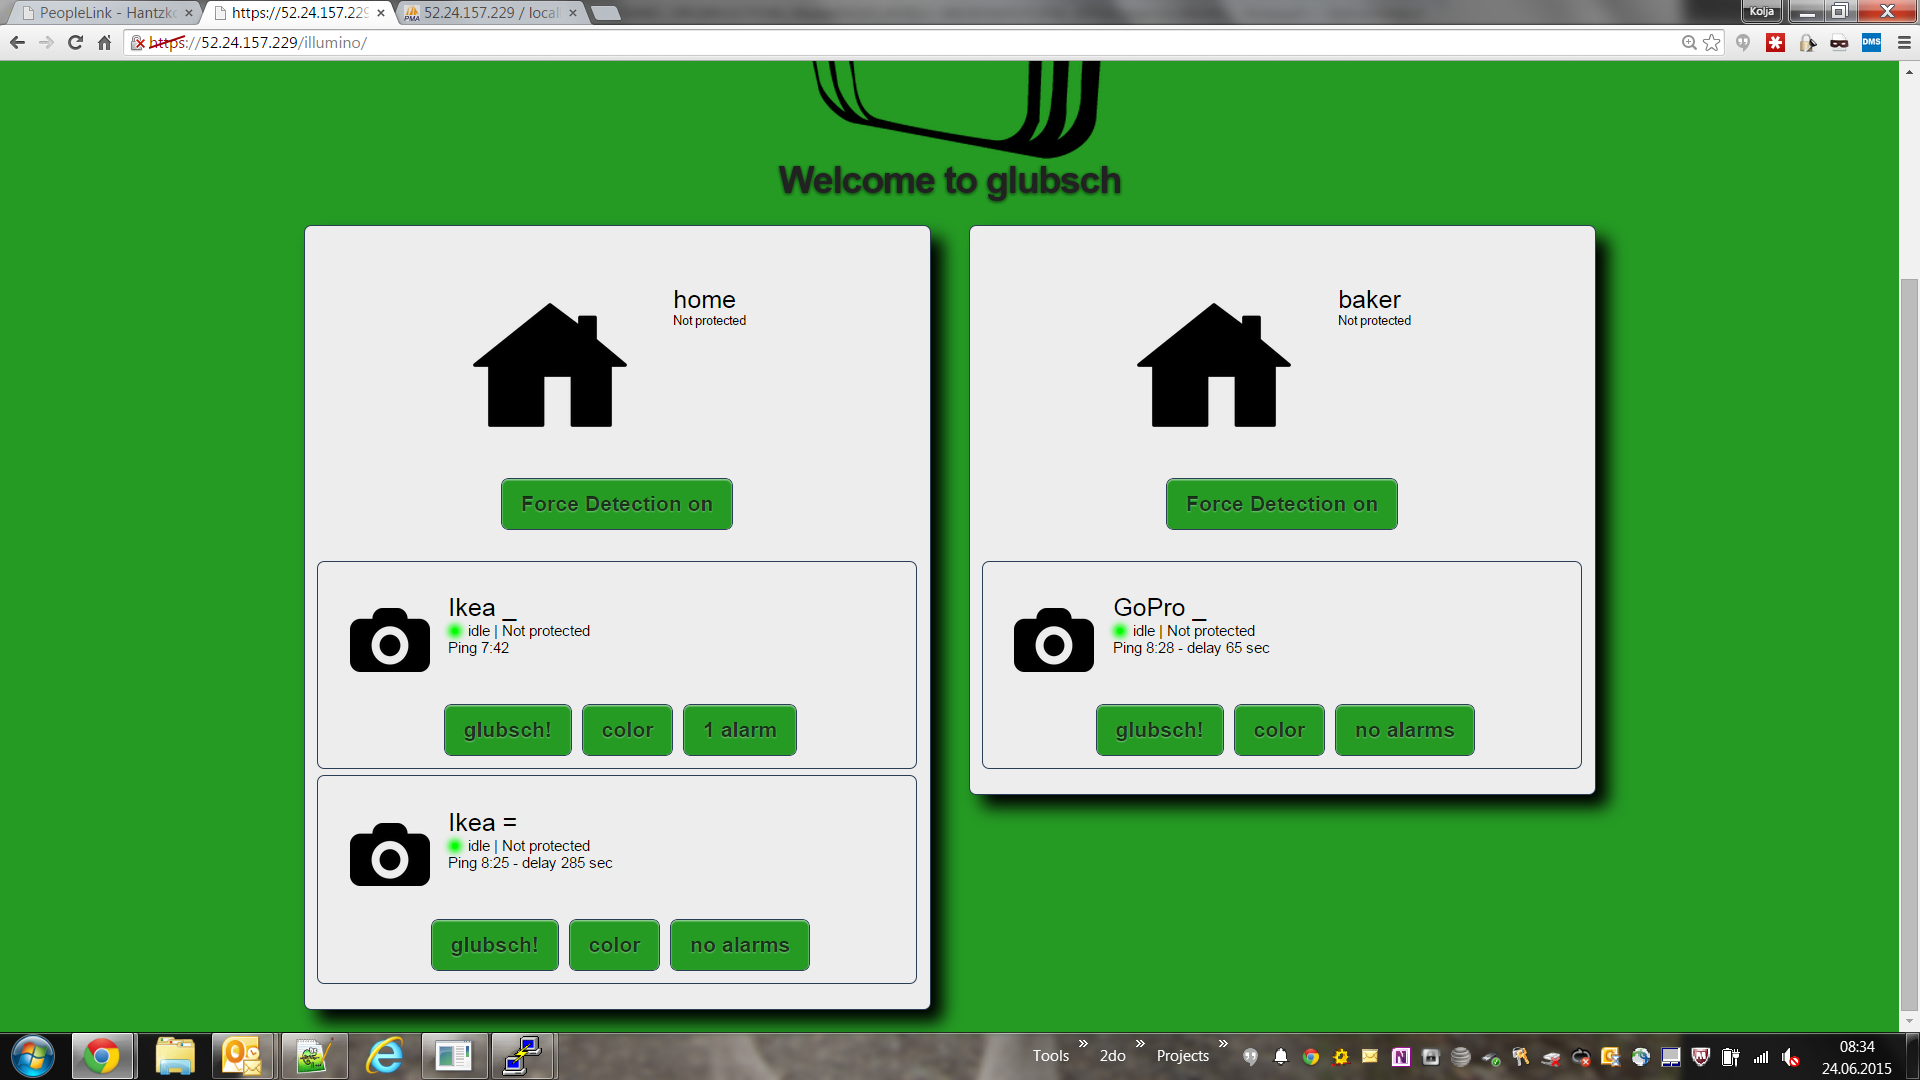 PeopleLink - Hantzk
https://52.24.157.229
52.24.157.229 / local
Kolja
https://52.24.157.229/illumino/
DMS
Welcome to glubsch
home
Not protected
Force Detection on
Ikea _
idle | Not protected
Ping 7:42
glubsch!
color
1 alarm
Ikea =
idle | Not protected
Ping 8:25 - delay 285 sec
glubsch!
color
no alarms
baker
Not protected
Force Detection on
GoPro _
idle | Not protected
Ping 8:28 - delay 65 sec
glubsch!
color
no alarms
Tools
2do
Projects
08:34
24.06.2015